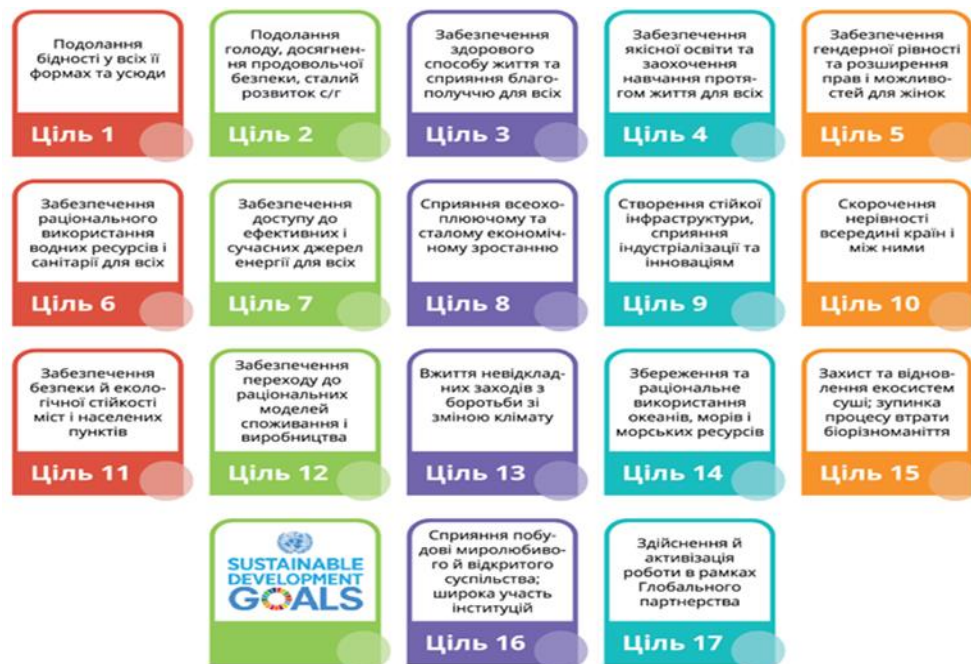 Подолання
бідності у всіх її
формах та усюди
Ціль 1
Подолання
голоду, досягнен-
ня продовольчої
безпеки, сталий
розвиток с/г
Ціль 2
Забезпечення
здорового
способу життя та
сприяння благо-
получчю для всіх
Ціль 3
Забезпечення
якісної освіти та
заохочення
навчання протя-
гом життя для всіх
Ціль 4
Забезпечення
гендерної рівності
та розширення
прав і можливо-
стей для жінок
Ціль 5
Забезпечення
раціонального
використання
водних ресурсів і
санітарії для всіх
Ціль 6
Забезпечення
доступу до
ефективних і
сучасних джерел
енергії для всіх
Ціль 7
Сприяння всеохо-
плюючому та
сталому економіч-
ному зростанню
Ціль 8
Створення стійкої
інфраструктури,
сприяння
індустріалізації та
інноваціям
Ціль 9
Скорочення
нерівності
всередині країн і
між ними
Ціль 10
Забезпечення
безпеки й еколо-
гічної стійкості
міст і населених
пунктів
Ціль 11
Забезпечення
переходу до
раціональних
моделей
споживання і
виробництва
Ціль 12
Вжиття невідклад-
них заходів з
боротьби зі
зміною клімату
Ціль 13
Збереження та
раціональне
використання
океанів, морів і
морських ресурсів
Ціль 14
Захист та віднов-
лення екосистем
суші; зупинка
процесу втрати
біорізноманіття
Ціль 15
SUSTAINABLE
DEVELOPMENT
GOALS
Сприяння побу-
дові миролюбиво-
го й відкритого
суспільства;
широка участь
інституцій
Ціль 16
Здійснення й
активізація
роботи в рамках
Глобального
партнерства
Ціль 17